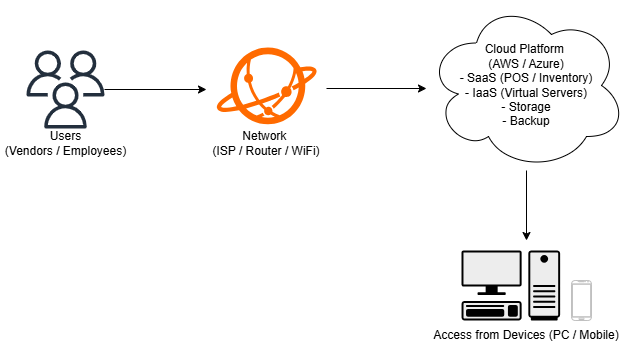 Users
(Vendors / Employees)
Network
(ISP / Router / WiFi)
Cloud Platform
(AWS / Azure)
- SaaS (POS / Inventory)
- IaaS (Virtual Servers)
- Storage
- Backup
Access from Devices (PC / Mobile)